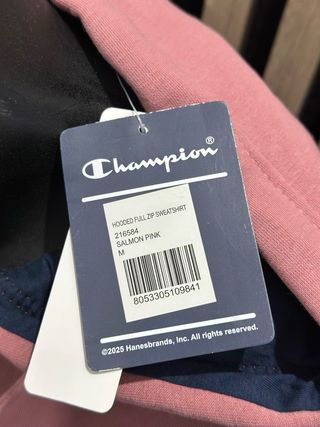 Champion®
HOODED FULL ZIP SWEATSHIRT
216584
SALMON PINK
M
8053305109841
©2025 Hanesbrands, Inc. All rights reserved.